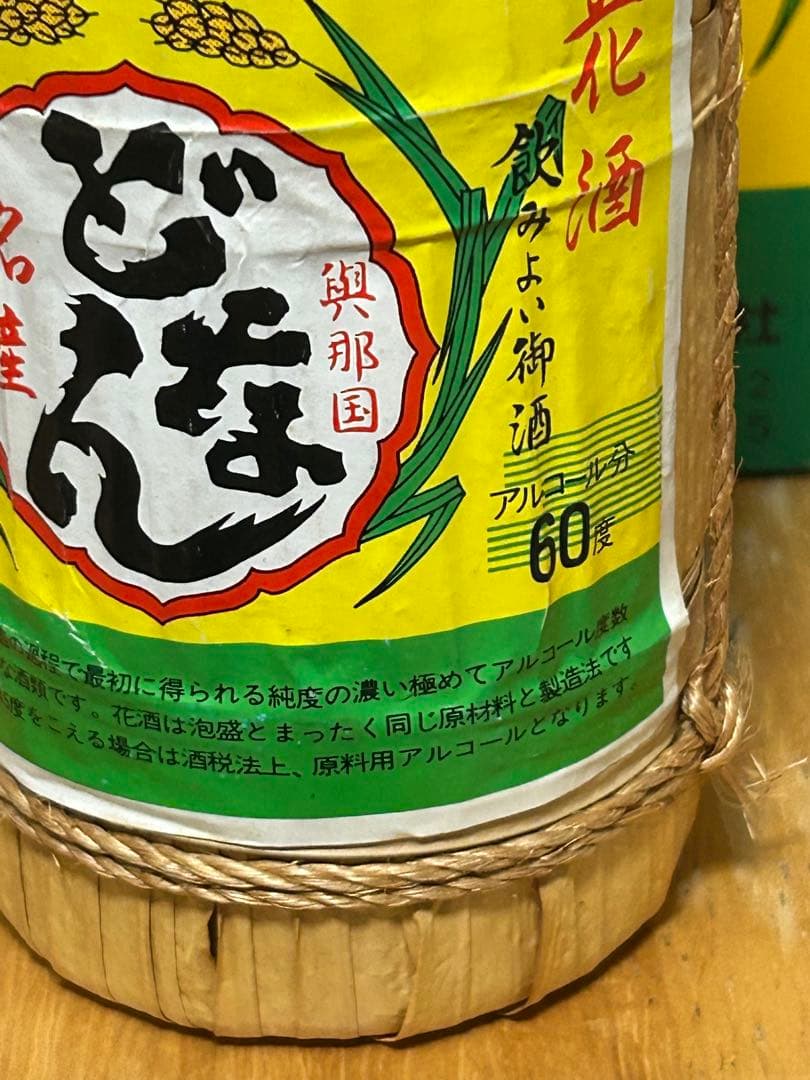 花酒
飲みよい御酒
アルコール分
60度
どなん
與那国
名産
過程で最初に得られる純度の濃い極めてアルコール度数
な酒類です。花酒は泡盛とまったく同じ原材料と製造法です
5度をこえる場合は酒税法上、原料用アルコールとなります。
社
25